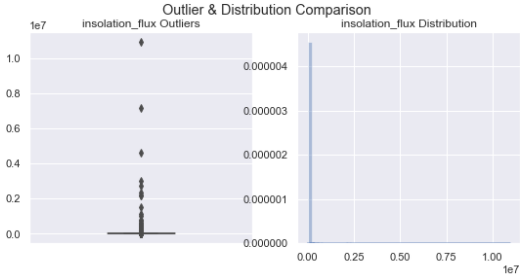 Outlier & Distribution Comparison
insolation_flux Outliers
1e7
1.0
0.8
0.6
0.4
0.2
0.0
insolation_flux Distribution
0.000004
0.000003
0.000002
0.000001
0.000000
0.00 0.25 0.50 0.75 1.00
1e7